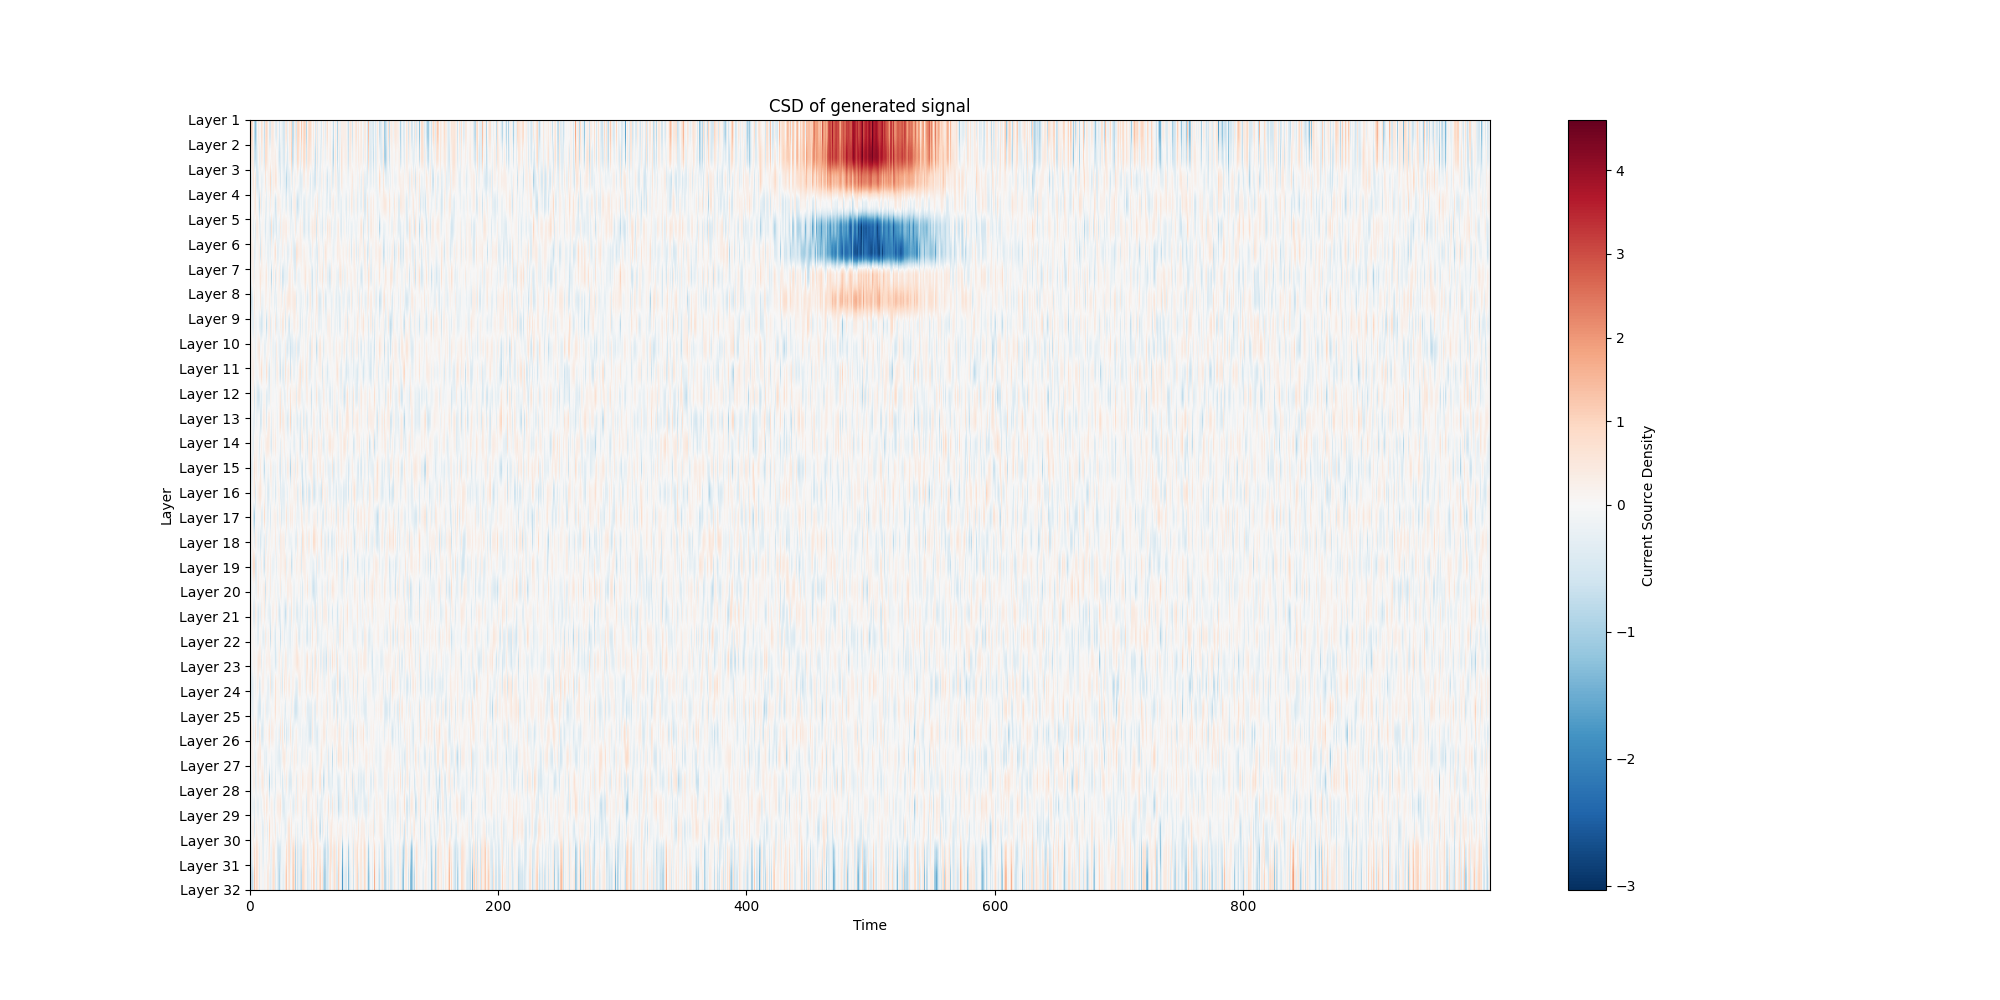 CSD of generated signal
Layer 1
Layer 2
Layer 3
Layer 4
Layer 5
Layer 6
Layer 7
Layer 8
Layer 9
Layer 10
Layer 11
Layer 12
Layer 13
Layer 14
Layer 15
Layer 16
Layer 17
Layer 18
Layer 19
Layer 20
Layer 21
Layer 22
Layer 23
Layer 24
Layer 25
Layer 26
Layer 27
Layer 28
Layer 29
Layer 30
Layer 31
Layer 32
Layer
0
200
400
600
800
Time
4
3
2
1
0
−1
−2
−3
Current Source Density